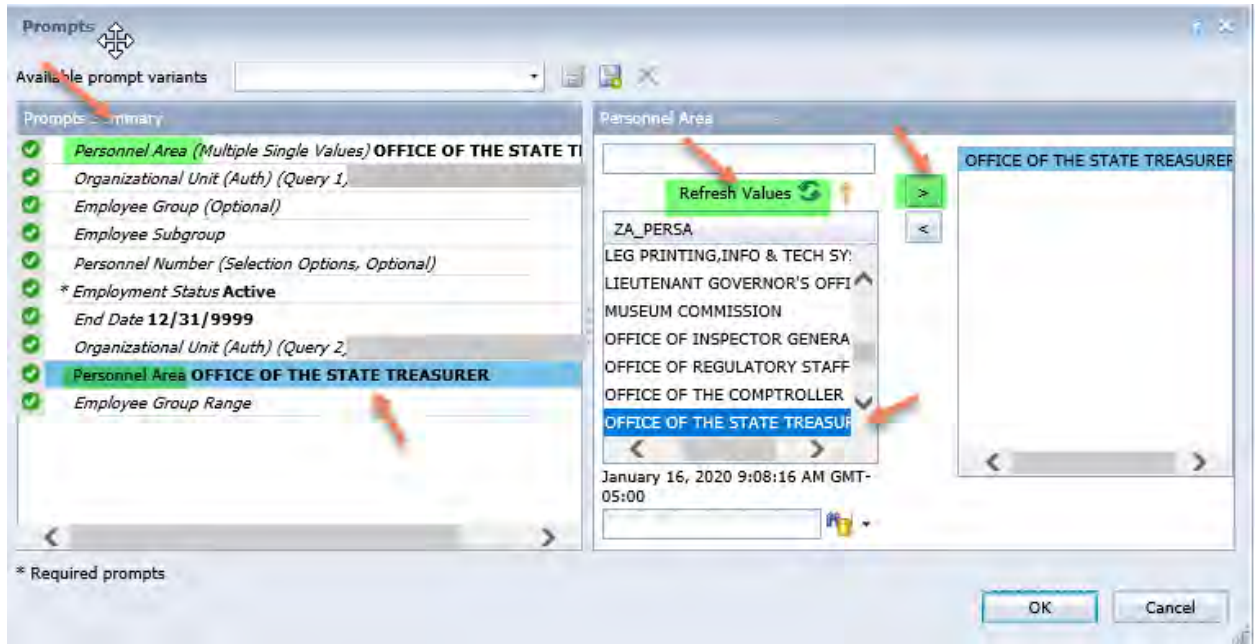 Prompts
Available prompt variants
Prompts Summary
Personnel Area (Multiple Single Values) OFFICE OF THE STATE TI
Organizational Unit (Auth) (Query 1)
Employee Group (Optional)
Employee Subgroup
Personnel Number (Selection Options, Optional)
* Employment Status Active
End Date 12/31/9999
Organizational Unit (Auth) (Query 2)
Personnel Area OFFICE OF THE STATE TREASURER
Employee Group Range
* Required prompts
Personnel Area
Refresh Values
ZA_PERSA
LEG PRINTING,INFO & TECH SY
LIEUTENANT GOVERNOR'S OFFI
MUSEUM COMMISSION
OFFICE OF INSPECTOR GENERA
OFFICE OF REGULATORY STAFF
OFFICE OF THE COMPTROLLER
OFFICE OF THE STATE TREASUR
January 16, 2020 9:08:16 AM GMT-
05:00
>
<
OFFICE OF THE STATE TREASURER
OK
Cancel